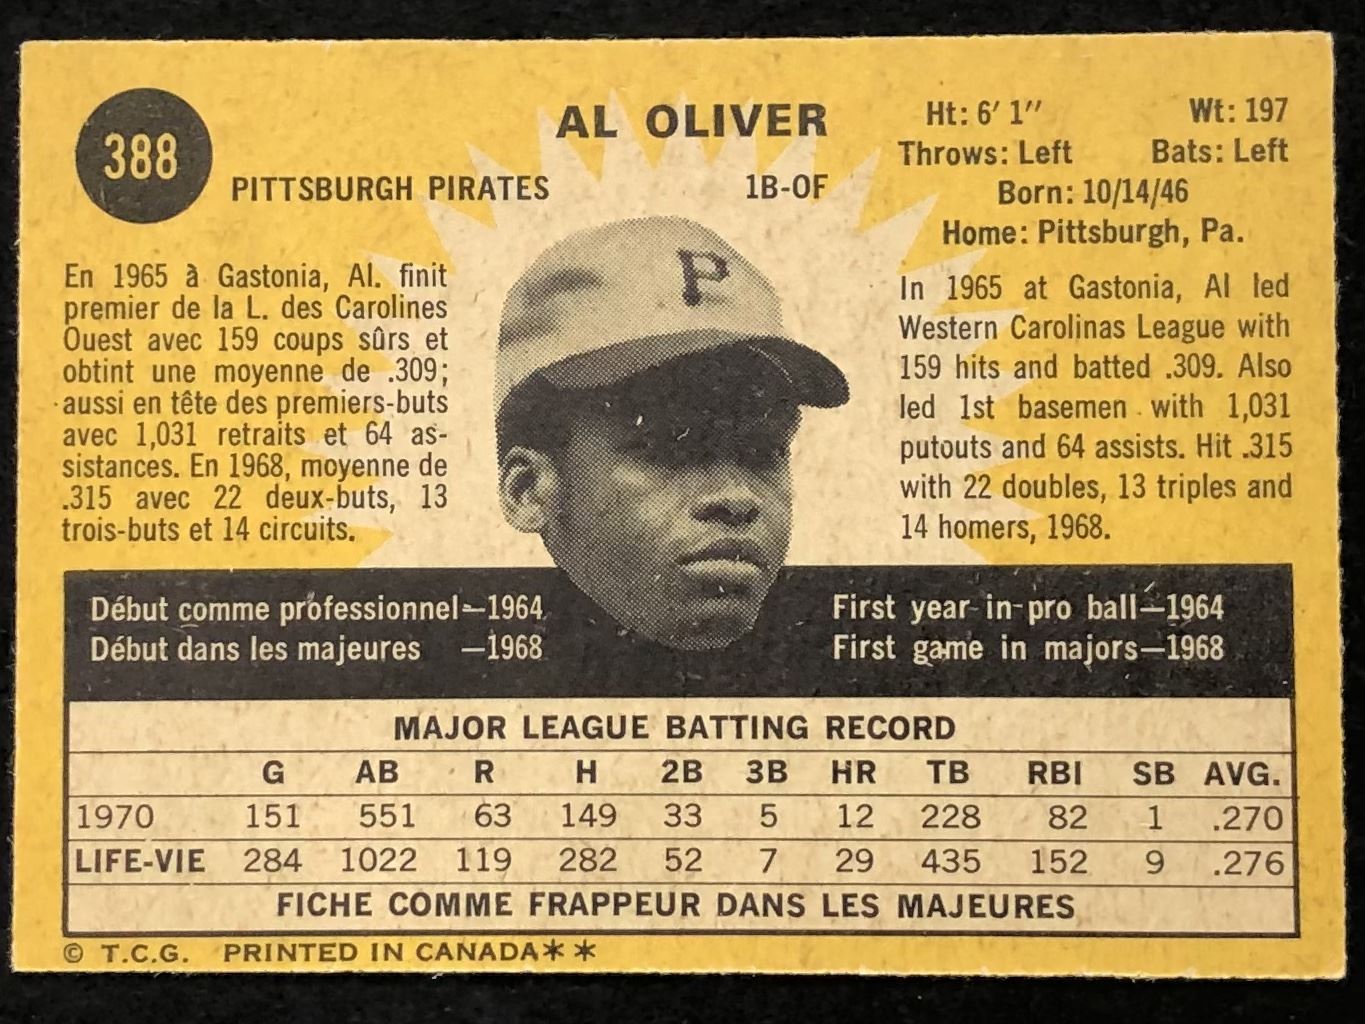 388
AL OLIVER
PITTSBURGH PIRATES 1B-OF
Ht: 6' 1" Wt: 197
Throws: Left Bats: Left
Born: 10/14/46
Home: Pittsburgh, Pa.
En 1965 à Gastonia, Al. finit
premier de la L. des Carolines
Ouest avec 159 coups sûrs et
obtint une moyenne de .309;
aussi en tête des premiers-buts
avec 1,031 retraits et 64 as-
sistances. En 1968, moyenne de
.315 avec 22 deux-buts, 13
trois-buts et 14 circuits.
P
In 1965 at Gastonia, Al led
Western Carolinas League with
159 hits and batted .309. Also
led 1st basemen with 1,031
putouts and 64 assists. Hit .315
with 22 doubles, 13 triples and
14 homers, 1968.
Début comme professionnel—1964
Début dans les majeures —1968
First year in pro ball—1964
First game in majors—1968
MAJOR LEAGUE BATTING RECORD
G AB R H 2B 3B HR TB RBI SB AVG.
1970 151 551 63 149 33 5 12 228 82 1 .270
LIFE-VIE 284 1022 119 282 52 7 29 435 152 9 .276
FICHE COMME FRAPPEUR DANS LES MAJEURES
© T.C.G. PRINTED IN CANADA**